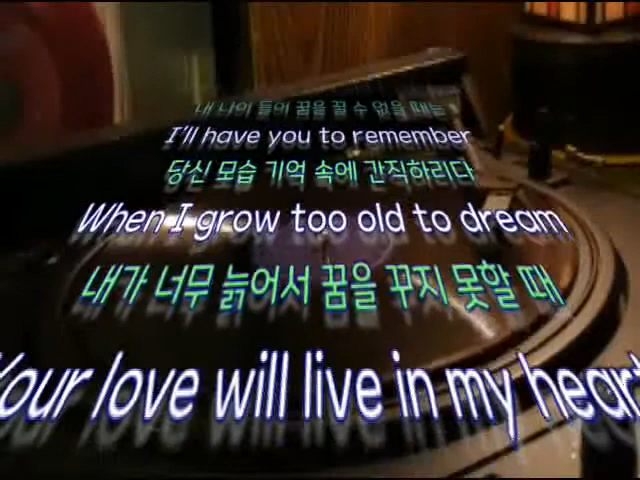 내 나이 들어 꿈을 꿀 수 없을 때는
I'll have you to remember
당신 모습 기억 속에 간직하리다
When I grow too old to dream
내가 너무 늙어서 꿈을 꾸지 못할 때
Your love will live in my heart